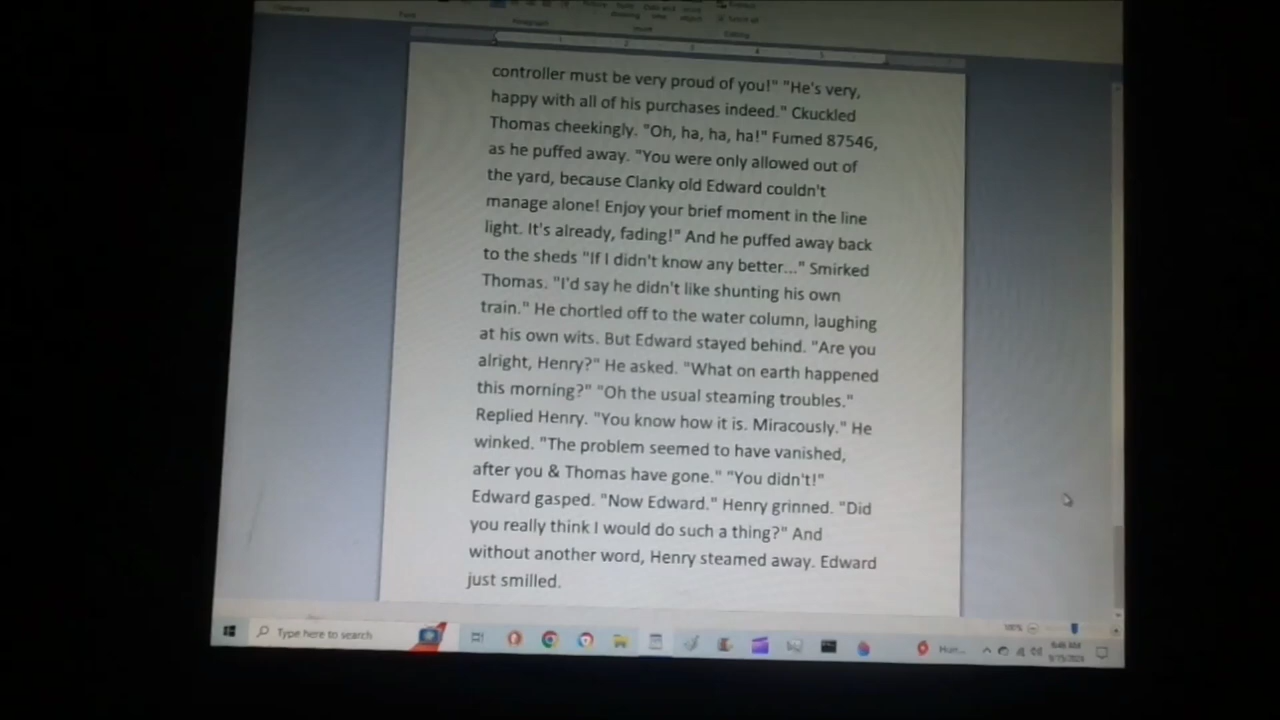 Paragraph
Insert
Editing
Select all
controller must be very proud of you!" "He's very,
happy with all of his purchases indeed." Ckuckled
Thomas cheekingly. "Oh, ha, ha, ha!" Fumed 87546,
as he puffed away. "You were only allowed out of
the yard, because Clanky old Edward couldn't
manage alone! Enjoy your brief moment in the line
light. It's already, fading!" And he puffed away back
to the sheds "If I didn't know any better..." Smirked
Thomas. "I'd say he didn't like shunting his own
train." He chortled off to the water column, laughing
at his own wits. But Edward stayed behind. "Are you
alright, Henry?" He asked. "What on earth happened
this morning?" "Oh the usual steaming troubles."
Replied Henry. "You know how it is. Miracously." He
winked. "The problem seemed to have vanished,
after you & Thomas have gone." "You didn't!"
Edward gasped. "Now Edward." Henry grinned. "Did
you really think I would do such a thing?" And
without another word, Henry steamed away. Edward
just smilled.
100%
Type here to search